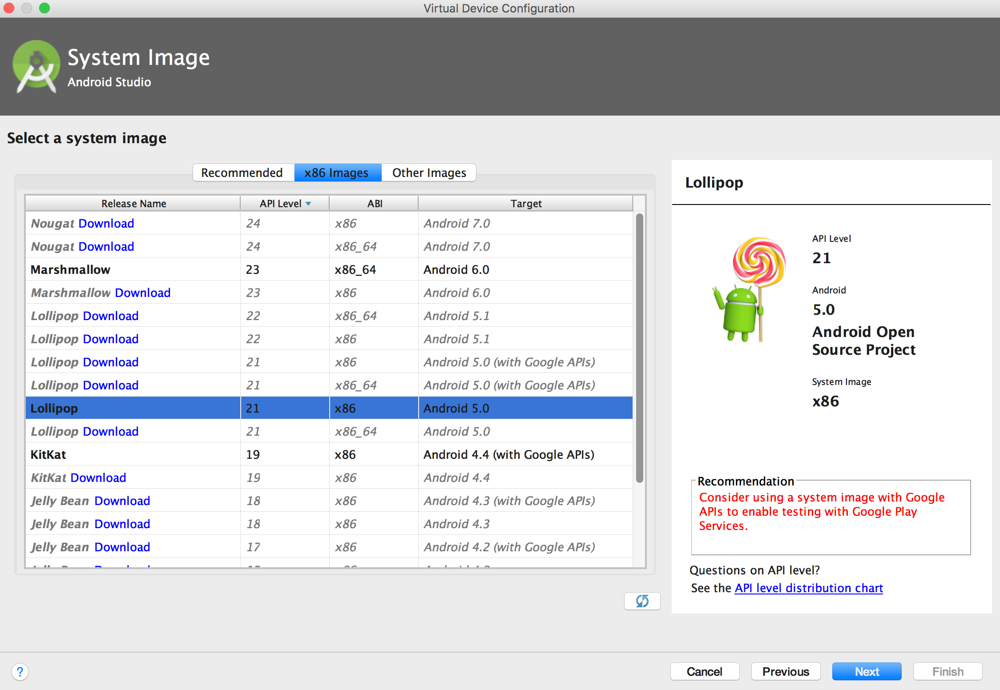 Virtual Device Configuration
System Image
Android Studio
Select a system image
Recommended x86 Images Other Images
Release Name API Level ABI Target
Nougat Download 24 x86 Android 7.0
Nougat Download 24 x86_64 Android 7.0
Marshmallow 23 x86_64 Android 6.0
Marshmallow Download 23 x86 Android 6.0
Lollipop Download 22 x86_64 Android 5.1
Lollipop Download 22 x86 Android 5.1
Lollipop Download 21 x86 Android 5.0 (with Google APIs)
Lollipop Download 21 x86_64 Android 5.0 (with Google APIs)
Lollipop 21 x86 Android 5.0
Lollipop Download 21 x86_64 Android 5.0
KitKat 19 x86 Android 4.4 (with Google APIs)
KitKat Download 19 x86 Android 4.4
Jelly Bean Download 18 x86 Android 4.3 (with Google APIs)
Jelly Bean Download 18 x86 Android 4.3
Jelly Bean Download 17 x86 Android 4.2 (with Google APIs)
Lollipop
API Level
21
Android
5.0
Android Open
Source Project
System Image
x86
Recommendation
Consider using a system image with Google
APIs to enable testing with Google Play
Services.
Questions on API level?
See the API level distribution chart
? Cancel Previous Next Finish